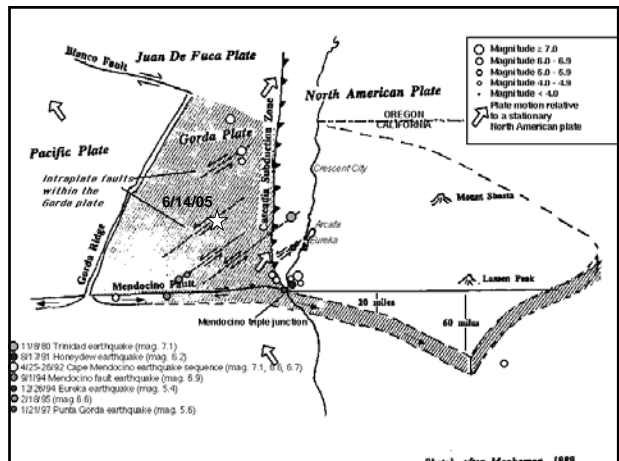 Juan De Fuca Plate
Blanco Fault
North American Plate
Magnitude ≥ 7.0
Magnitude 6.0 - 6.9
Magnitude 5.0 - 5.9
Magnitude 4.0 - 4.9
Magnitude < 4.0
Plate motion relative
to a stationary
North American plate
OREGON
CALIFORNIA
Gorda Plate
Pacific Plate
Cascadia Subduction Zone
Crescent City
Intraplate faults
within the
Gorda plate
6/14/05
Mount Shasta
Arcata
Eureka
Gorda Ridge
Mendocino Fault
Lassen Peak
20 miles
60 miles
Mendocino triple junction
11/8/80 Trinidad earthquake (mag. 7.1)
8/17/91 Honeydew earthquake (mag. 6.2)
4/25-26/92 Cape Mendocino earthquake sequence (mag. 7.1, 6.6, 6.7)
9/1/94 Mendocino fault earthquake (mag. 6.9)
12/26/94 Eureka earthquake (mag. 5.4)
2/18/95 (mag 6.6)
1/21/97 Punta Gorda earthquake (mag. 5.6)